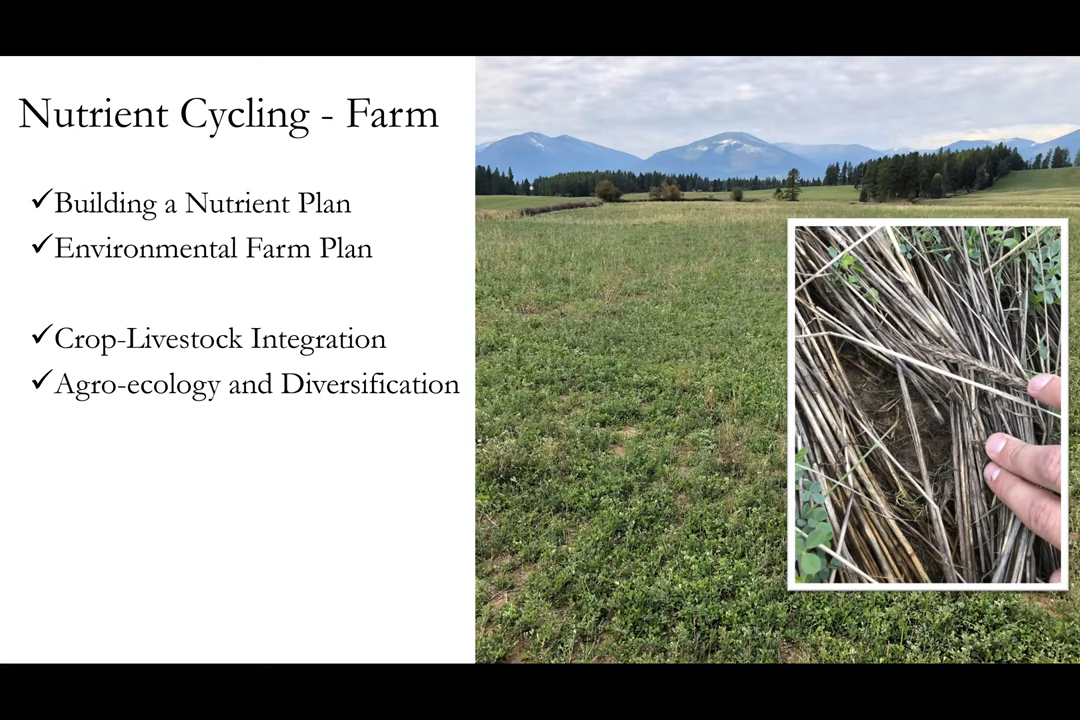 Nutrient Cycling - Farm
✓Building a Nutrient Plan
✓Environmental Farm Plan
✓Crop-Livestock Integration
✓Agro-ecology and Diversification